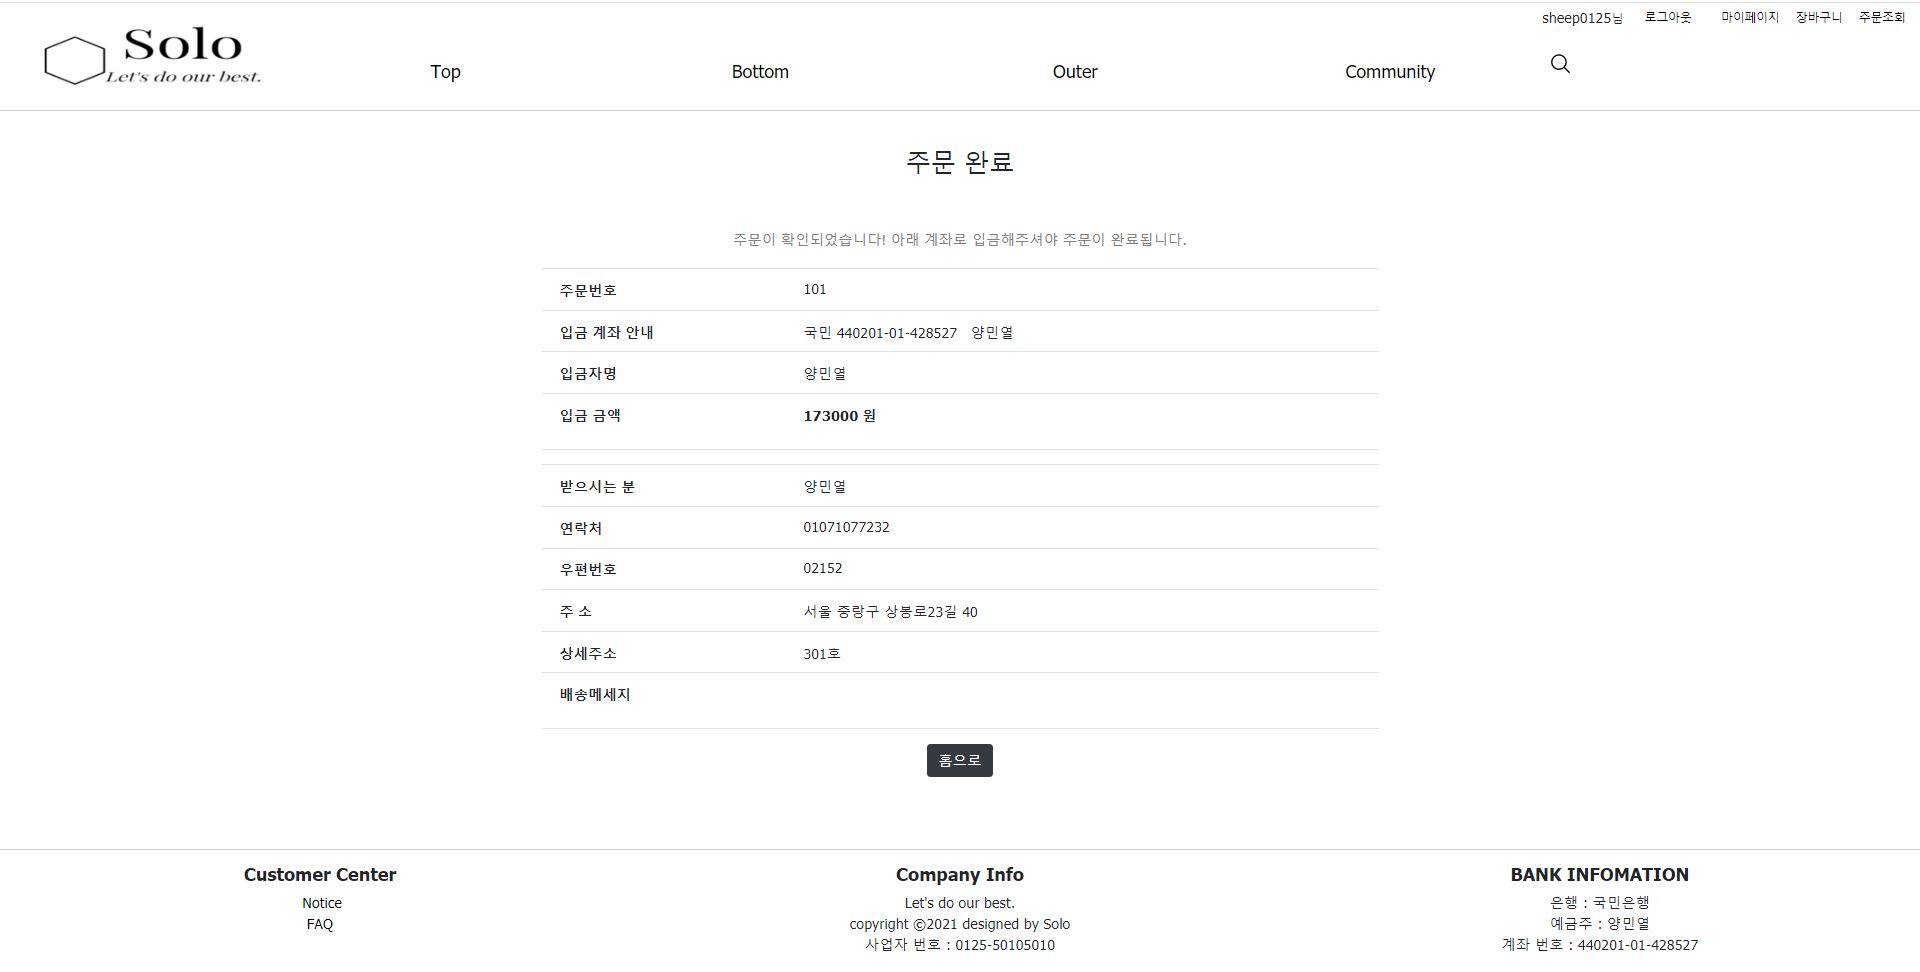 sheep0125님 로그아웃 마이페이지 장바구니 주문조회
Solo
Let's do our best.
Top Bottom Outer Community
주문 완료
주문이 확인되었습니다! 아래 계좌로 입금해주셔야 주문이 완료됩니다.
주문번호 101
입금 계좌 안내 국민 440201-01-428527 양민열
입금자명 양민열
입금 금액 173000 원
받으시는 분 양민열
연락처 01071077232
우편번호 02152
주 소 서울 중랑구 상봉로23길 40
상세주소 301호
배송메세지
홈으로
Customer Center
Notice
FAQ
Company Info
Let's do our best.
copyright ©2021 designed by Solo
사업자 번호 : 0125-50105010
BANK INFOMATION
은행 : 국민은행
예금주 : 양민열
계좌 번호 : 440201-01-428527